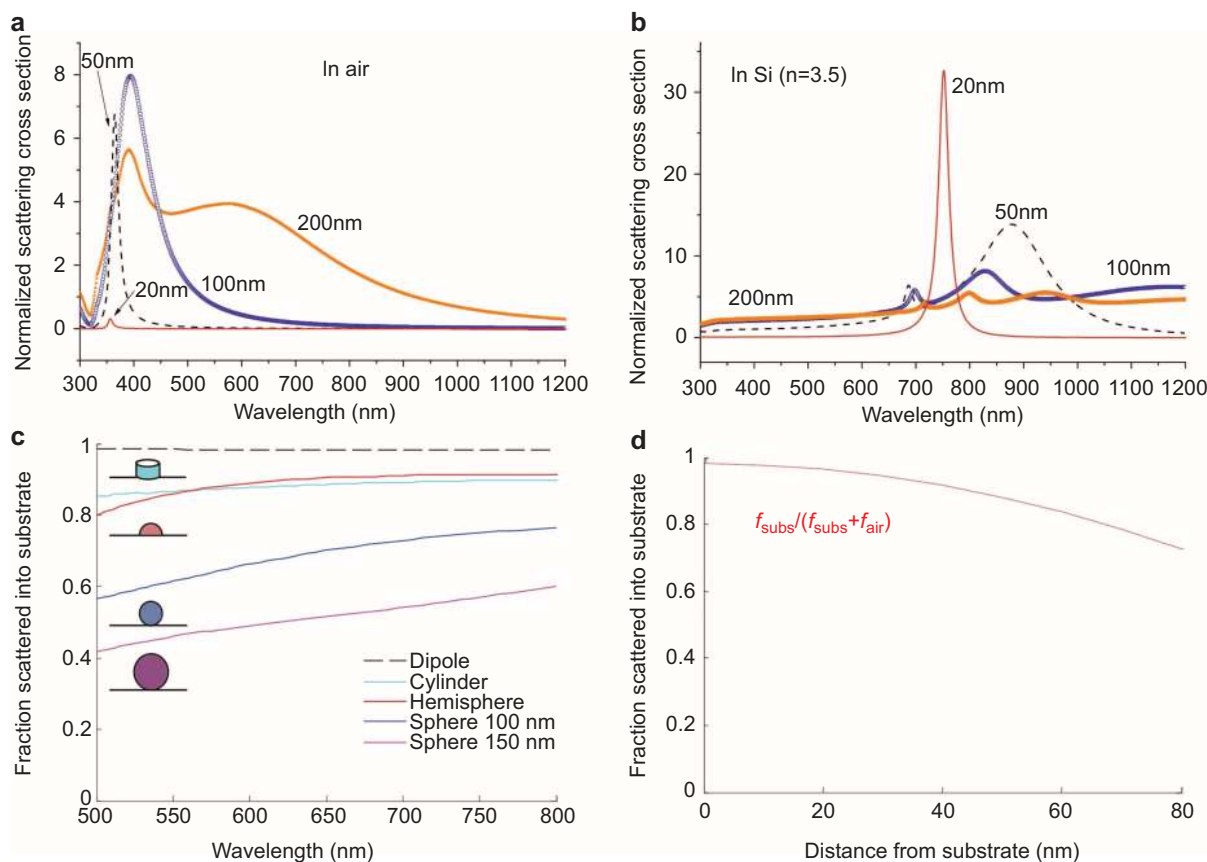 a
Normalized scattering cross section
8
6
4
2
0
50nm
In air
200nm
100nm
20nm
300 400 500 600 700 800 900 1000 1100 1200
Wavelength (nm)
b
Normalized scattering cross section
30
20
10
0
In Si (n=3.5)
20nm
50nm
100nm
200nm
300 400 500 600 700 800 900 1000 1100 1200
Wavelength (nm)
c
Fraction scattered into substrate
1
0.8
0.6
0.4
0.2
0
Dipole
Cylinder
Hemisphere
Sphere 100 nm
Sphere 150 nm
500 550 600 650 700 750 800
Wavelength (nm)
d
Fraction scattered into substrate
1
0.8
0.6
0.4
0.2
0
fsubs/(fsubs+fair)
0 20 40 60 80
Distance from substrate (nm)